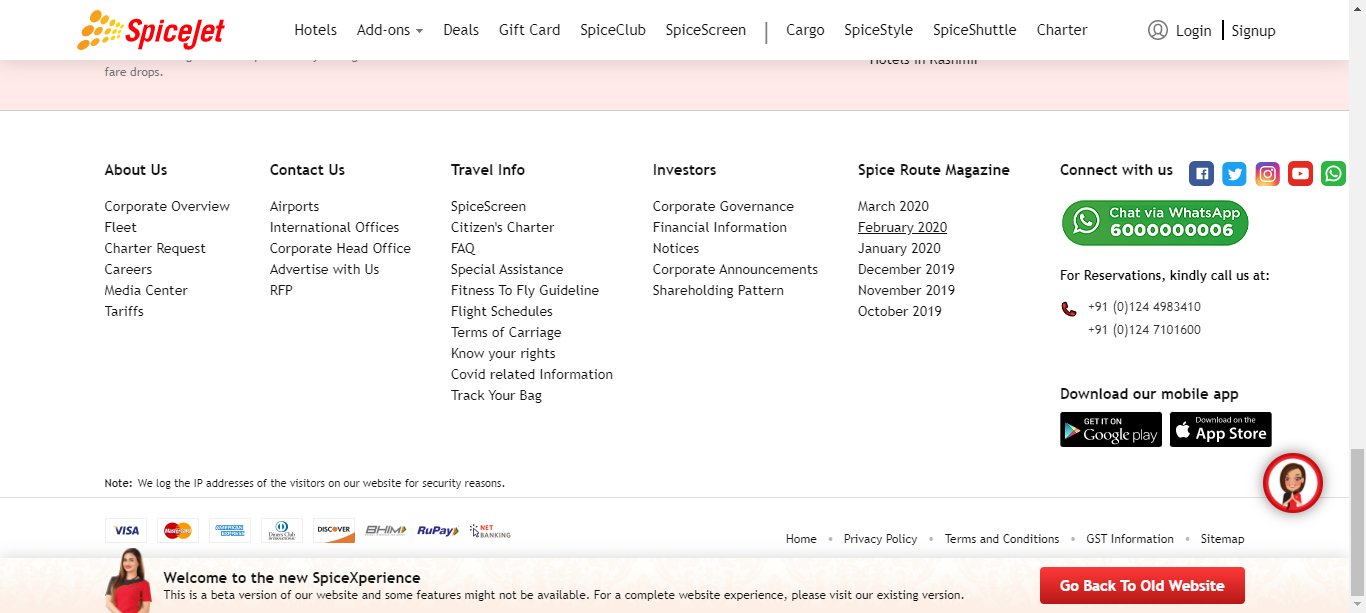 SpiceJet
Hotels Add-ons Deals Gift Card SpiceClub SpiceScreen | Cargo SpiceStyle SpiceShuttle Charter Login | Signup
fare drops.
Hotels in Kashmir
About Us
Corporate Overview
Fleet
Charter Request
Careers
Media Center
Tariffs
Contact Us
Airports
International Offices
Corporate Head Office
Advertise with Us
RFP
Travel Info
SpiceScreen
Citizen's Charter
FAQ
Special Assistance
Fitness To Fly Guideline
Flight Schedules
Terms of Carriage
Know your rights
Covid related Information
Track Your Bag
Investors
Corporate Governance
Financial Information
Notices
Corporate Announcements
Shareholding Pattern
Spice Route Magazine
March 2020
February 2020
January 2020
December 2019
November 2019
October 2019
Connect with us
Chat via WhatsApp
6000000006
For Reservations, kindly call us at:
+91 (0)124 4983410
+91 (0)124 7101600
Download our mobile app
GET IT ON
Google play
Download on the
App Store
Note: We log the IP addresses of the visitors on our website for security reasons.
VISA MasterCard AMERICAN EXPRESS Diners Club INTERNATIONAL DISCOVER BHIM RuPay NET BANKING
Home • Privacy Policy • Terms and Conditions • GST Information • Sitemap
Welcome to the new SpiceXperience
This is a beta version of our website and some features might not be available. For a complete website experience, please visit our existing version.
Go Back To Old Website